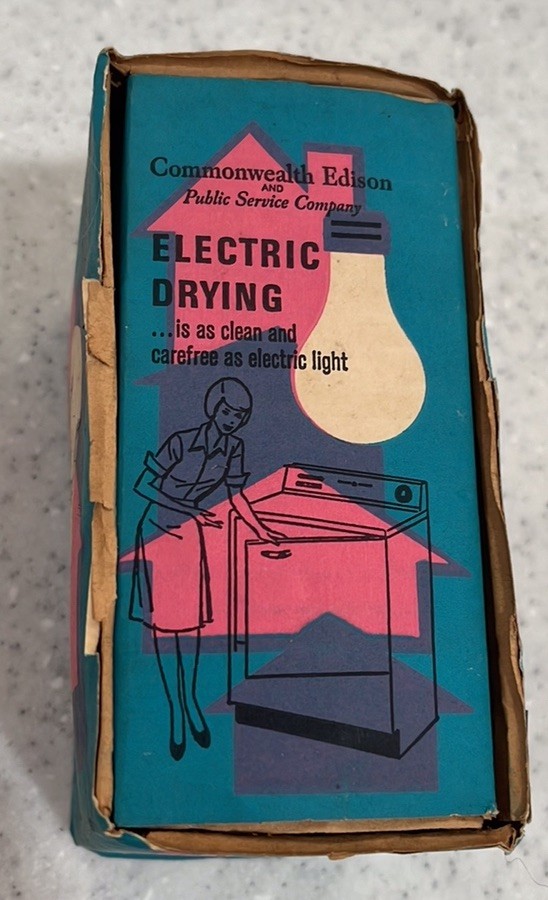 Commonwealth Edison
AND
Public Service Company
ELECTRIC
DRYING
...is as clean and
carefree as electric light